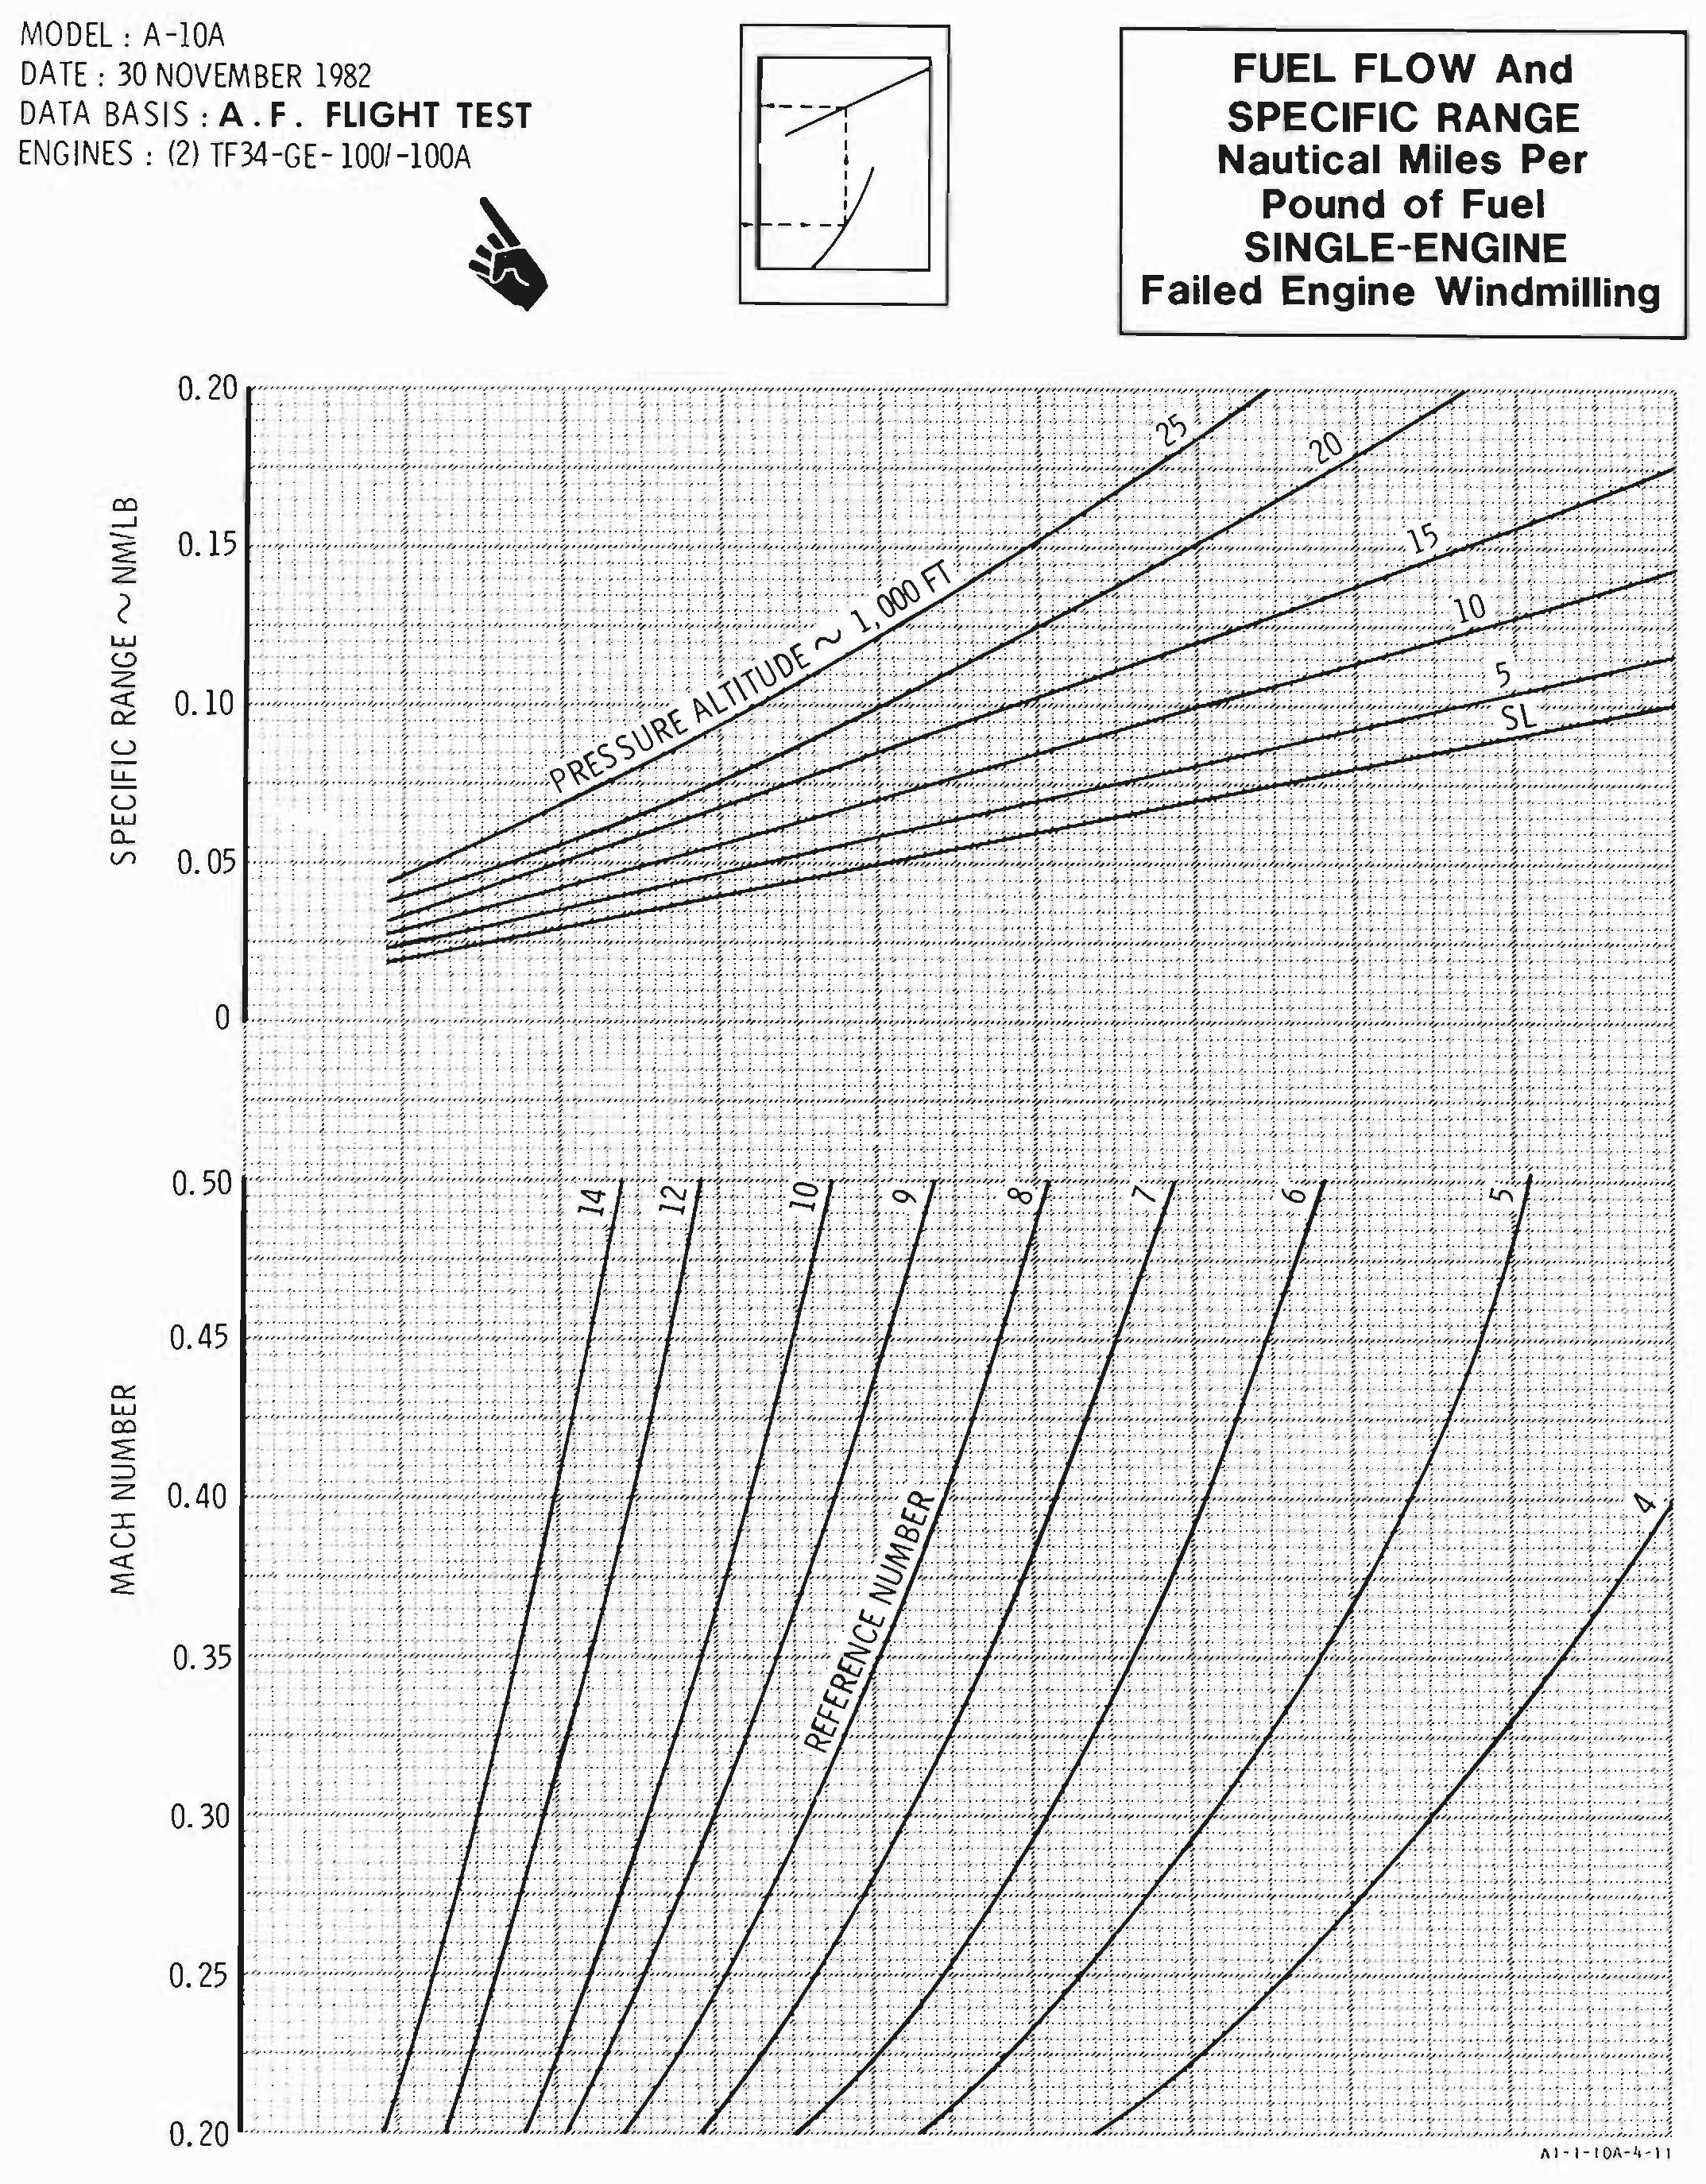 MODEL : A-10A
DATE : 30 NOVEMBER 1982
DATA BASIS : A.F. FLIGHT TEST
ENGINES : (2) TF34-GE-100/-100A
FUEL FLOW And
SPECIFIC RANGE
Nautical Miles Per
Pound of Fuel
SINGLE-ENGINE
Failed Engine Windmilling
SPECIFIC RANGE ~ NM/LB
0.20
0.15
0.10
0.05
0
PRESSURE ALTITUDE ~ 1,000 FT
25
20
15
10
5
SL
MACH NUMBER
0.50
0.45
0.40
0.35
0.30
0.25
0.20
REFERENCE NUMBER
14
12
10
9
8
7
6
5
4
A1-1-10A-4-11